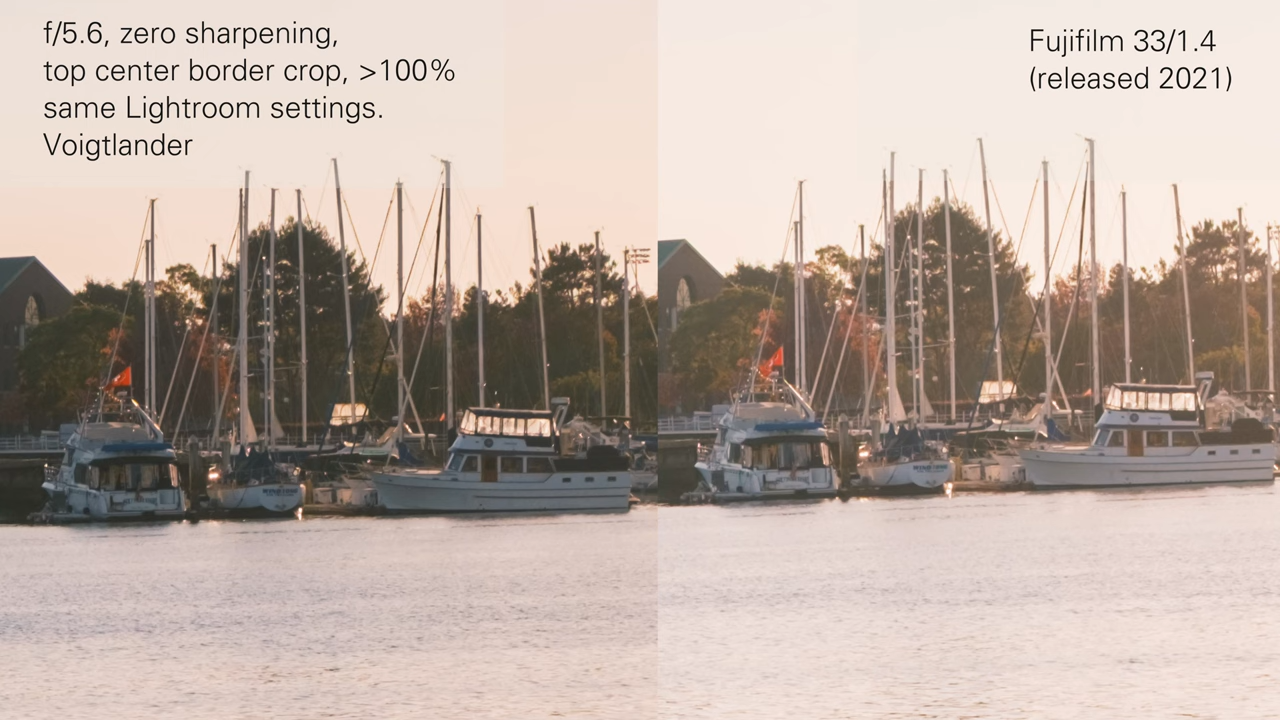 f/5.6, zero sharpening,
top center border crop, >100%
same Lightroom settings.
Voigtlander
Fujifilm 33/1.4
(released 2021)